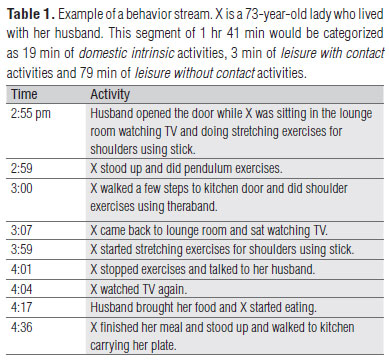 Table 1. Example of a behavior stream. X is a 73-year-old lady who lived
with her husband. This segment of 1 hr 41 min would be categorized
as 19 min of domestic intrinsic activities, 3 min of leisure with contact
activities and 79 min of leisure without contact activities.
Time Activity
2:55 pm Husband opened the door while X was sitting in the lounge
room watching TV and doing stretching exercises for
shoulders using stick.
2:59 X stood up and did pendulum exercises.
3:00 X walked a few steps to kitchen door and did shoulder
exercises using theraband.
3:07 X came back to lounge room and sat watching TV.
3:59 X started stretching exercises for shoulders using stick.
4:01 X stopped exercises and talked to her husband.
4:04 X watched TV again.
4:17 Husband brought her food and X started eating.
4:36 X finished her meal and stood up and walked to kitchen
carrying her plate.